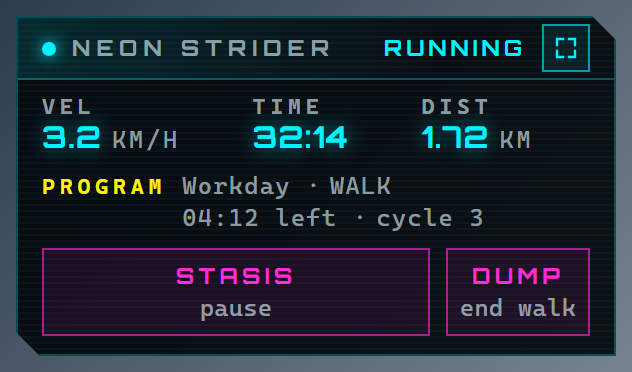 NEON STRIDER RUNNING
VEL TIME DIST
3.2 KM/H 32:14 1.72 KM
PROGRAM Workday · WALK
04:12 left · cycle 3
STASIS DUMP
pause end walk